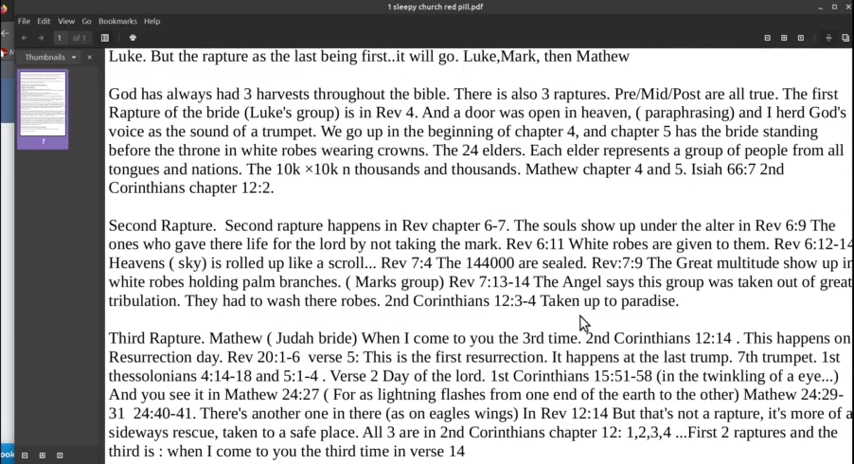 1 sleepy church red pill.pdf
File Edit View Go Bookmarks Help
1 of 1
Thumbnails
Luke. But the rapture as the last being first..it will go. Luke,Mark, then Mathew
God has always had 3 harvests throughout the bible. There is also 3 raptures. Pre/Mid/Post are all true. The first
Rapture of the bride (Luke's group) is in Rev 4. And a door was open in heaven, ( paraphrasing) and I herd God's
voice as the sound of a trumpet. We go up in the beginning of chapter 4, and chapter 5 has the bride standing
before the throne in white robes wearing crowns. The 24 elders. Each elder represents a group of people from all
tongues and nations. The 10k ×10k n thousands and thousands. Mathew chapter 4 and 5. Isiah 66:7 2nd
Corinthians chapter 12:2.
Second Rapture.  Second rapture happens in Rev chapter 6-7. The souls show up under the alter in Rev 6:9 The
ones who gave there life for the lord by not taking the mark. Rev 6:11 White robes are given to them. Rev 6:12-14
Heavens ( sky) is rolled up like a scroll... Rev 7:4 The 144000 are sealed. Rev:7:9 The Great multitude show up in
white robes holding palm branches. ( Marks group) Rev 7:13-14 The Angel says this group was taken out of great
tribulation. They had to wash there robes. 2nd Corinthians 12:3-4 Taken up to paradise.
Third Rapture. Mathew ( Judah bride) When I come to you the 3rd time. 2nd Corinthians 12:14 . This happens on
Resurrection day. Rev 20:1-6  verse 5: This is the first resurrection. It happens at the last trump. 7th trumpet. 1st
thessolonians 4:14-18 and 5:1-4 . Verse 2 Day of the lord. 1st Corinthians 15:51-58 (in the twinkling of a eye...)
And you see it in Mathew 24:27 ( For as lightning flashes from one end of the earth to the other) Mathew 24:29-
31  24:40-41. There's another one in there (as on eagles wings) In Rev 12:14 But that's not a rapture, it's more of a
sideways rescue, taken to a safe place. All 3 are in 2nd Corinthians chapter 12: 1,2,3,4 ...First 2 raptures and the
third is : when I come to you the third time in verse 14
ook